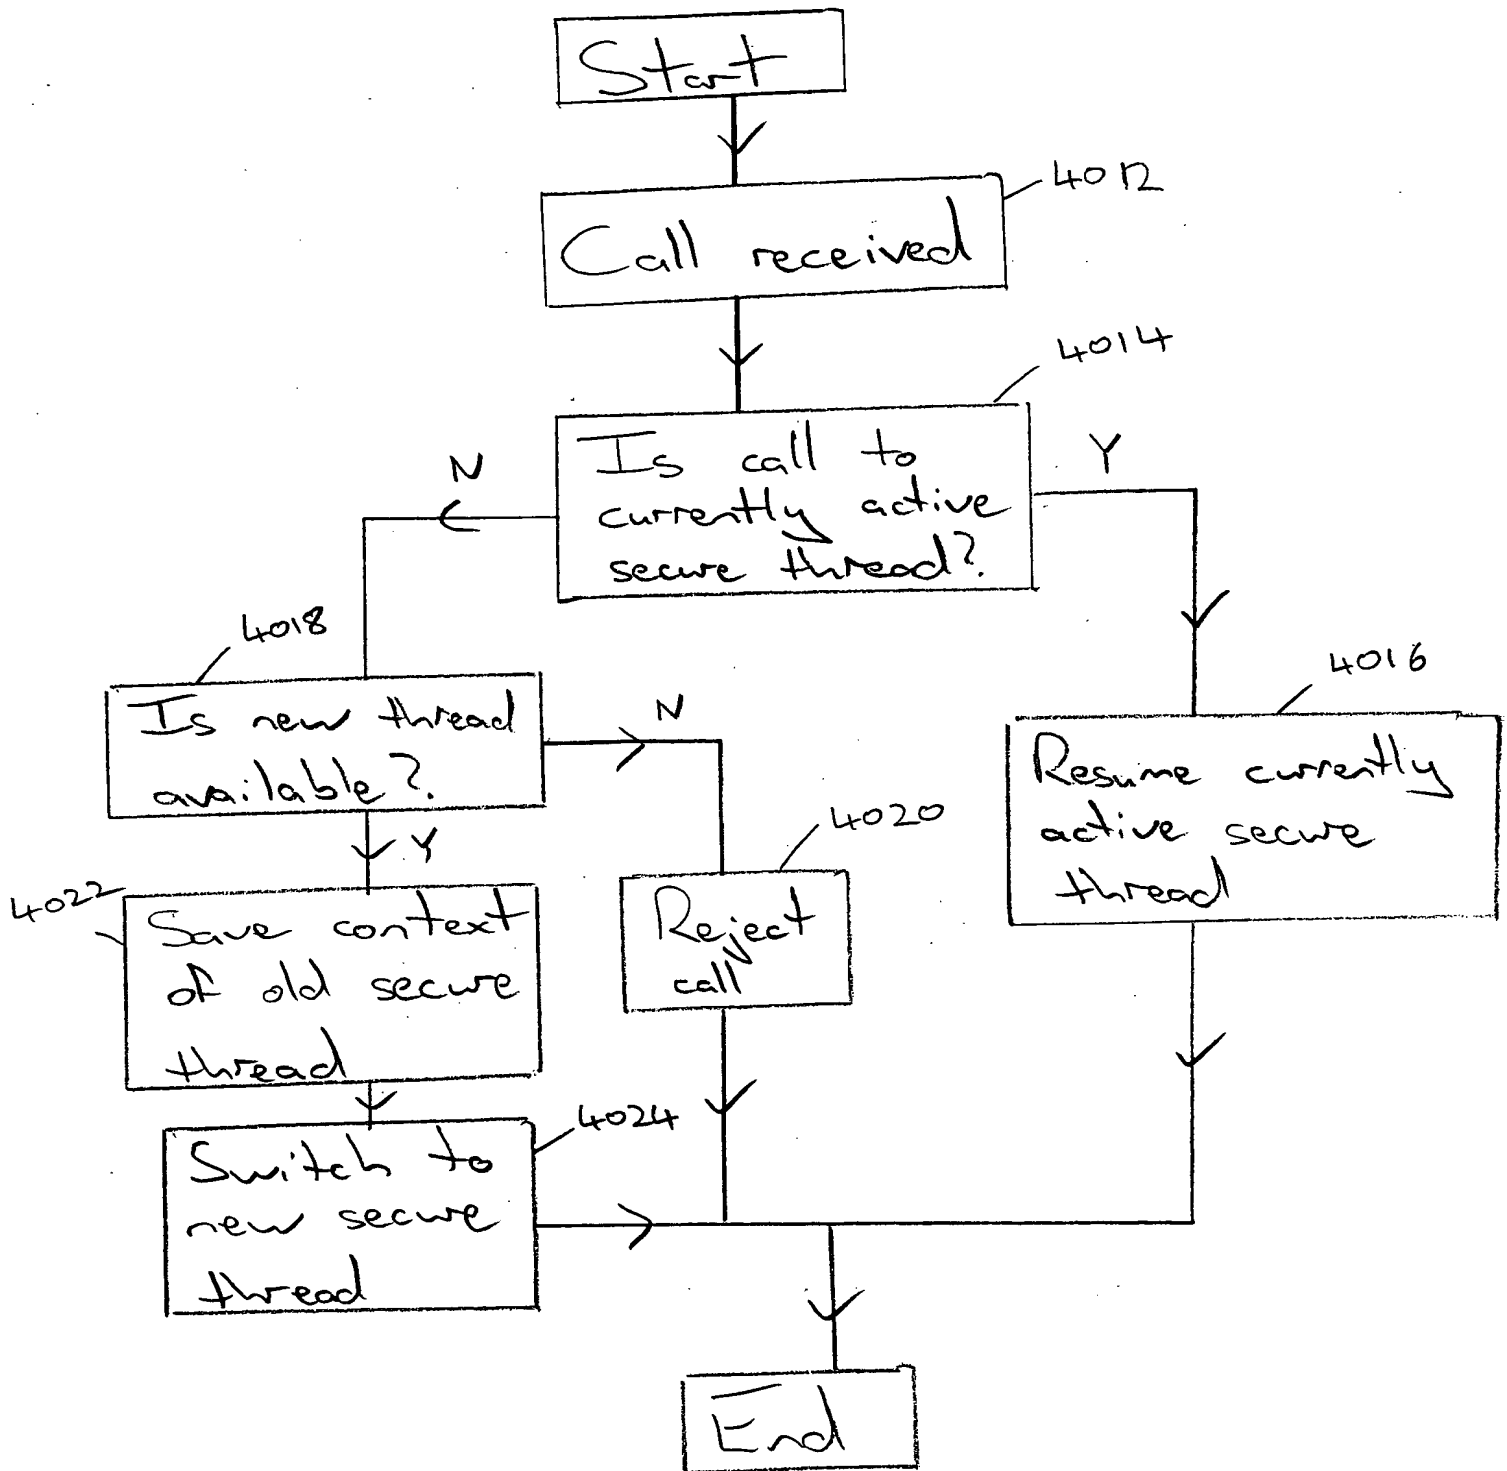 Start
4012
Call received
4014
N
Y
Is call to
currently active
secure thread?
4018
4016
Is new thread
available?
N
Resume currently
active secure
thread
4020
Y
4022
Save context
of old secure
thread
Reject
call
4024
Switch to
new secure
thread
End